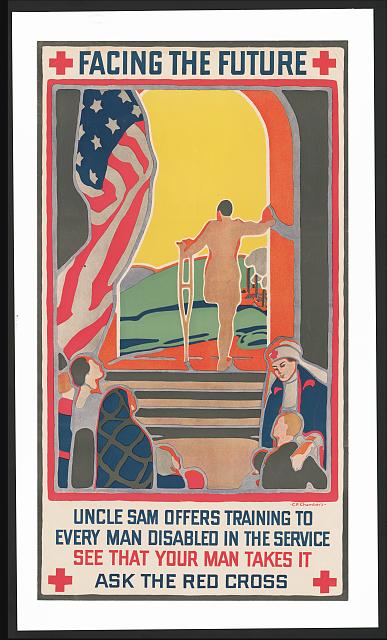 FACING THE FUTURE
C.F. Chambers
UNCLE SAM OFFERS TRAINING TO
EVERY MAN DISABLED IN THE SERVICE
SEE THAT YOUR MAN TAKES IT
ASK THE RED CROSS